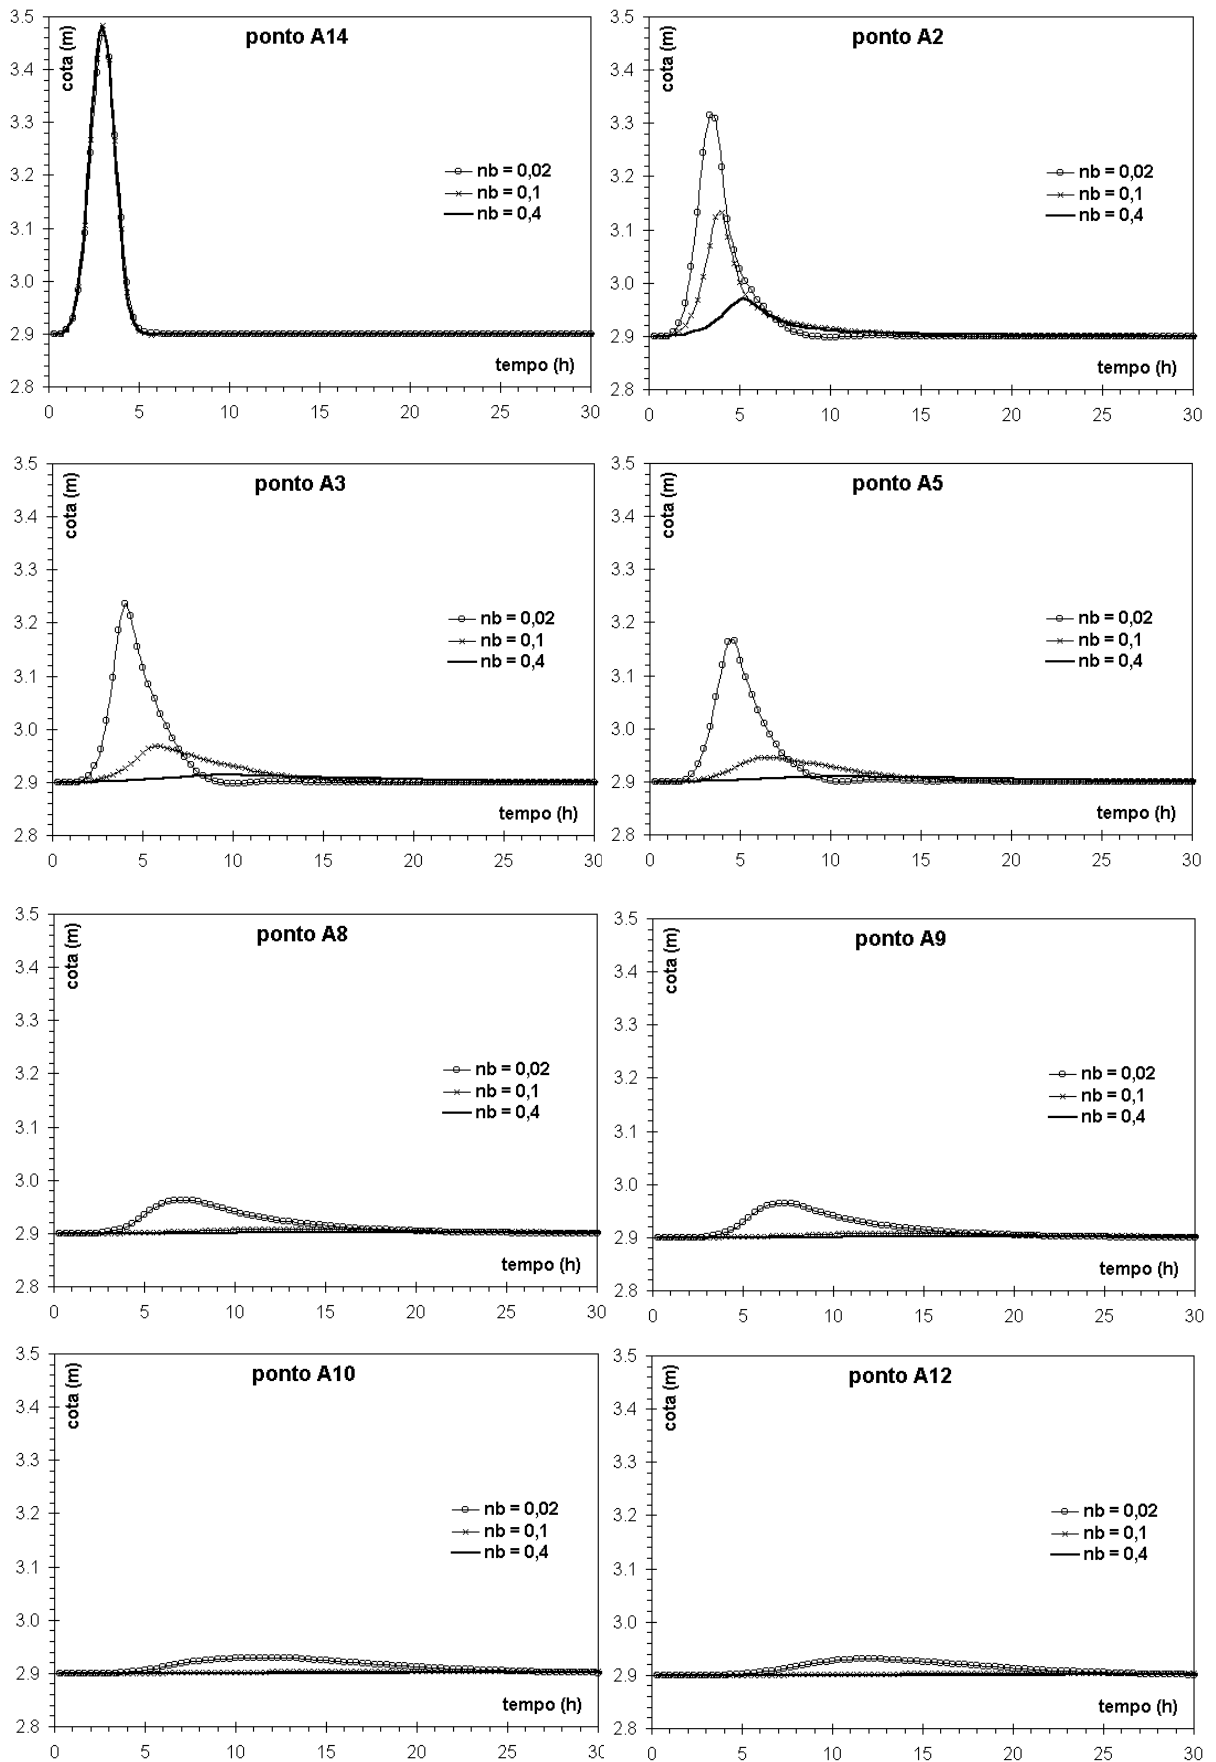 ponto A14
cota (m)
3.5
3.4
3.3
3.2
3.1
3.0
2.9
2.8
nb = 0,02
nb = 0,1
nb = 0,4
tempo (h)
0 5 10 15 20 25 30
ponto A2
cota (m)
3.5
3.4
3.3
3.2
3.1
3.0
2.9
2.8
nb = 0,02
nb = 0,1
nb = 0,4
tempo (h)
0 5 10 15 20 25 30
ponto A3
cota (m)
3.5
3.4
3.3
3.2
3.1
3.0
2.9
2.8
nb = 0,02
nb = 0,1
nb = 0,4
tempo (h)
0 5 10 15 20 25 30
ponto A5
cota (m)
3.5
3.4
3.3
3.2
3.1
3.0
2.9
2.8
nb = 0,02
nb = 0,1
nb = 0,4
tempo (h)
0 5 10 15 20 25 30
ponto A8
cota (m)
3.5
3.4
3.3
3.2
3.1
3.0
2.9
2.8
nb = 0,02
nb = 0,1
nb = 0,4
tempo (h)
0 5 10 15 20 25 30
ponto A9
cota (m)
3.5
3.4
3.3
3.2
3.1
3.0
2.9
2.8
nb = 0,02
nb = 0,1
nb = 0,4
tempo (h)
0 5 10 15 20 25 30
ponto A10
cota (m)
3.5
3.4
3.3
3.2
3.1
3.0
2.9
2.8
nb = 0,02
nb = 0,1
nb = 0,4
tempo (h)
0 5 10 15 20 25 30
ponto A12
cota (m)
3.5
3.4
3.3
3.2
3.1
3.0
2.9
2.8
nb = 0,02
nb = 0,1
nb = 0,4
tempo (h)
0 5 10 15 20 25 30